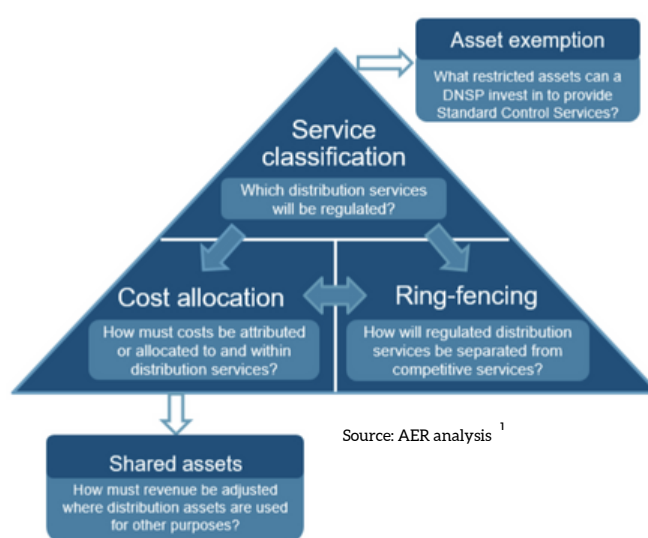 Asset exemption
What restricted assets can a
DNSP invest in to provide
Standard Control Services?
Service
classification
Which distribution services
will be regulated?
Cost allocation
How must costs be attributed
or allocated to and within
distribution services?
Ring-fencing
How will regulated distribution
services be separated from
competitive services?
Source: AER analysis 1
Shared assets
How must revenue be adjusted
where distribution assets are used
for other purposes?